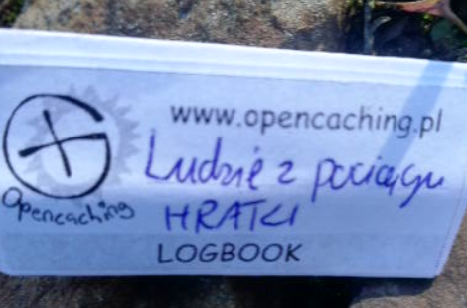 www.opencaching.pl
Ludzie z pociągu
HRATKI
Opencaching
LOGBOOK